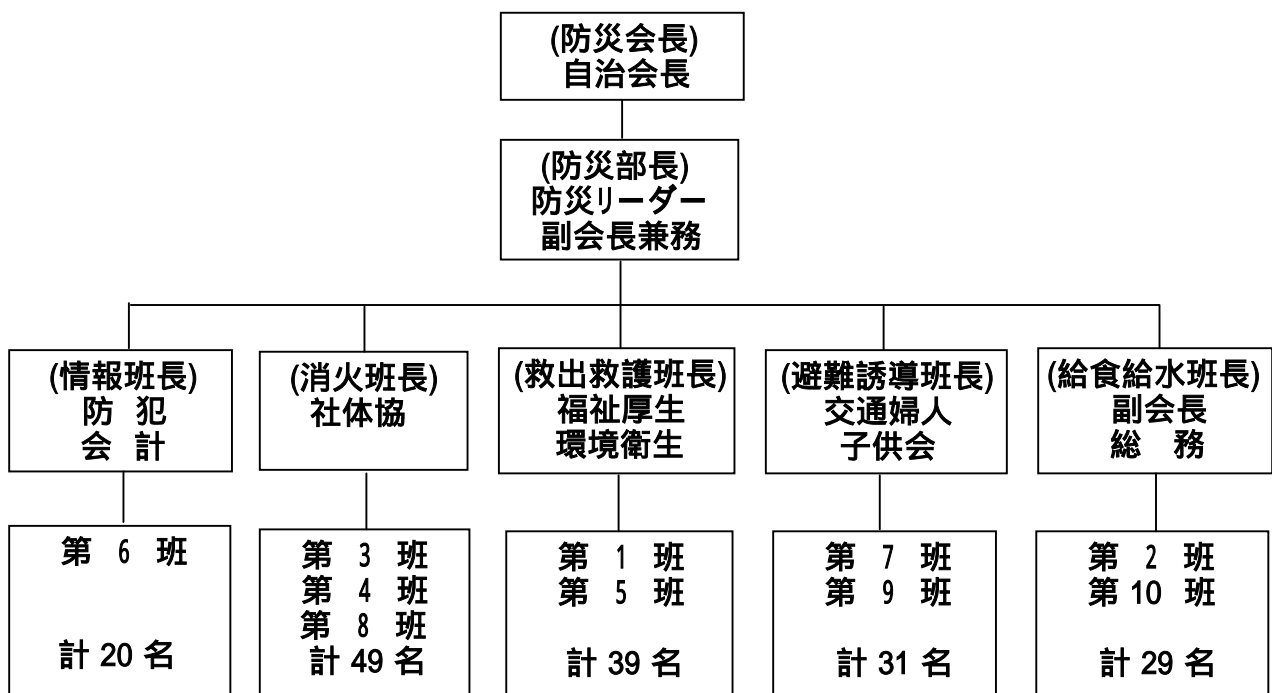 (防災会長)
自治会長
(防災部長)
防災リーダー
副会長兼務
(情報班長)
防 犯
会 計
(消火班長)
社体協
(救出救護班長)
福祉厚生
環境衛生
(避難誘導班長)
交通婦人
子供会
(給食給水班長)
副会長
総 務
第 6 班
計 20 名
第 3 班
第 4 班
第 8 班
計 49 名
第 1 班
第 5 班
計 39 名
第 7 班
第 9 班
計 31 名
第 2 班
第 10 班
計 29 名